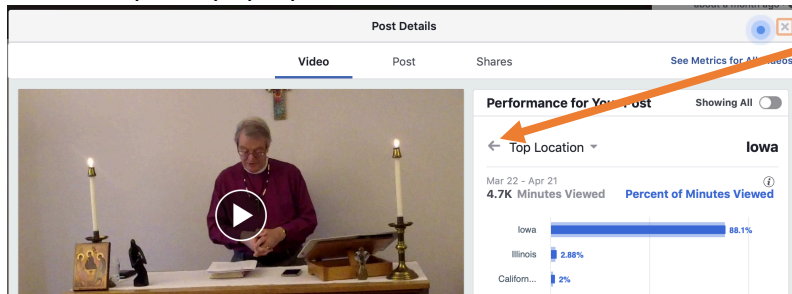 about a month ago
Post Details
Video Post Shares See Metrics for All Videos
Performance for Your Post Showing All
Top Location Iowa
Mar 22 - Apr 21
4.7K Minutes Viewed Percent of Minutes Viewed
Iowa 88.1%
Illinois 2.88%
Californ... 2%